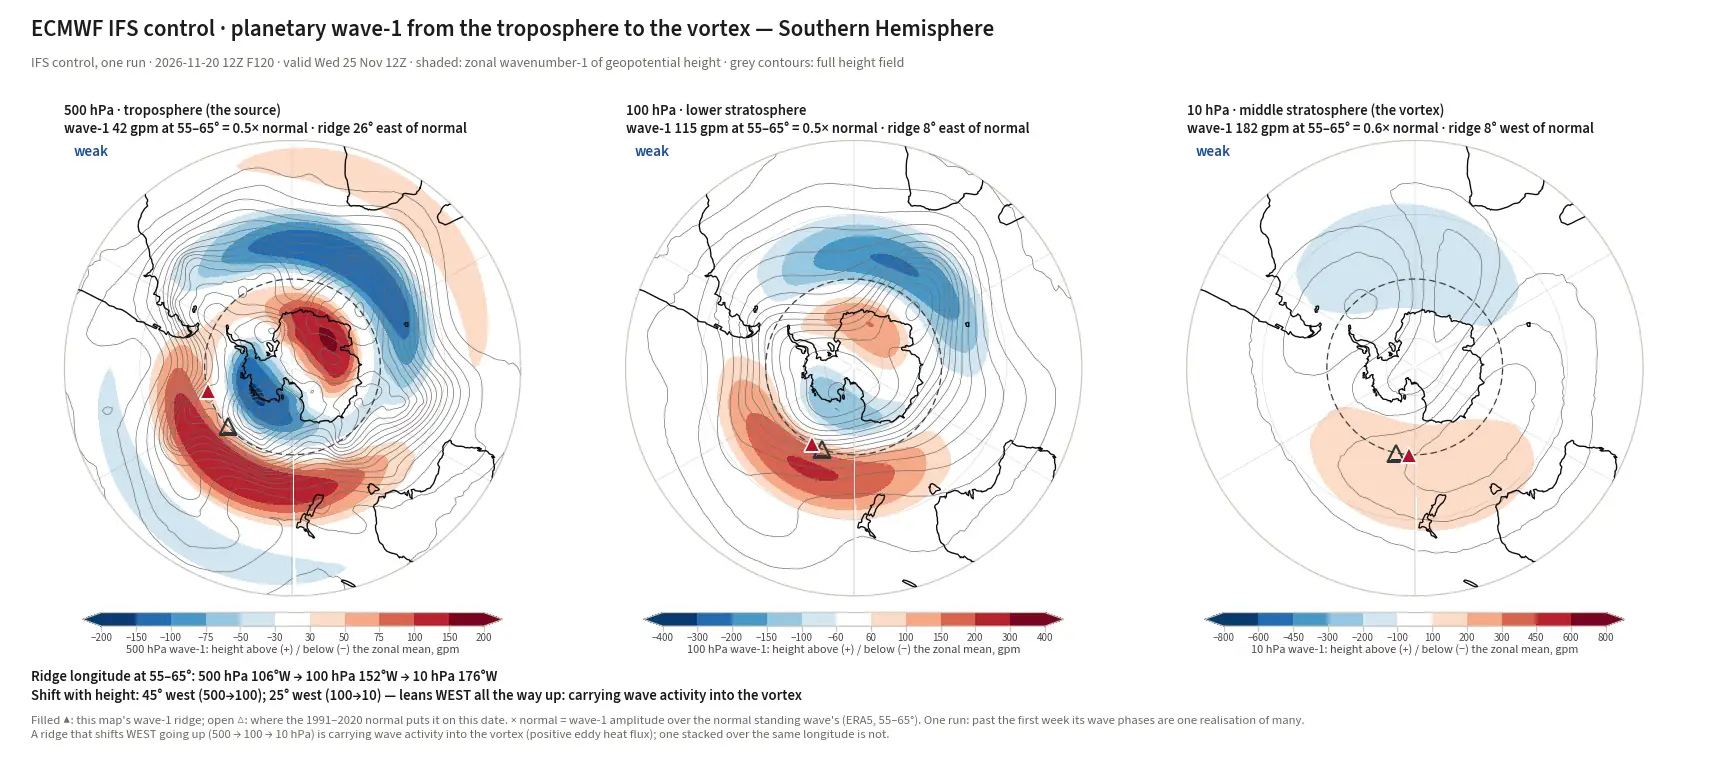 ECMWF IFS control · planetary wave-1 from the troposphere to the vortex — Southern Hemisphere
IFS control, one run · 2026-11-20 12Z F120 · valid Wed 25 Nov 12Z · shaded: zonal wavenumber-1 of geopotential height · grey contours: full height field
500 hPa · troposphere (the source)
wave-1 42 gpm at 55–65° = 0.5× normal · ridge 26° east of normal
weak
100 hPa · lower stratosphere
wave-1 115 gpm at 55–65° = 0.5× normal · ridge 8° east of normal
weak
10 hPa · middle stratosphere (the vortex)
wave-1 182 gpm at 55–65° = 0.6× normal · ridge 8° west of normal
weak
−200 −150 −100 −75 −50 −30 30 50 75 100 150 200
500 hPa wave-1: height above (+) / below (−) the zonal mean, gpm
−400 −300 −200 −150 −100 −60 60 100 150 200 300 400
100 hPa wave-1: height above (+) / below (−) the zonal mean, gpm
−800 −600 −450 −300 −200 −100 100 200 300 450 600 800
10 hPa wave-1: height above (+) / below (−) the zonal mean, gpm
Ridge longitude at 55–65°: 500 hPa 106°W → 100 hPa 152°W → 10 hPa 176°W
Shift with height: 45° west (500→100); 25° west (100→10) — leans WEST all the way up: carrying wave activity into the vortex
Filled ▲: this map's wave-1 ridge; open △: where the 1991–2020 normal puts it on this date. × normal = wave-1 amplitude over the normal standing wave's (ERA5, 55–65°). One run: past the first week its wave phases are one realisation of many.
A ridge that shifts WEST going up (500 → 100 → 10 hPa) is carrying wave activity into the vortex (positive eddy heat flux); one stacked over the same longitude is not.